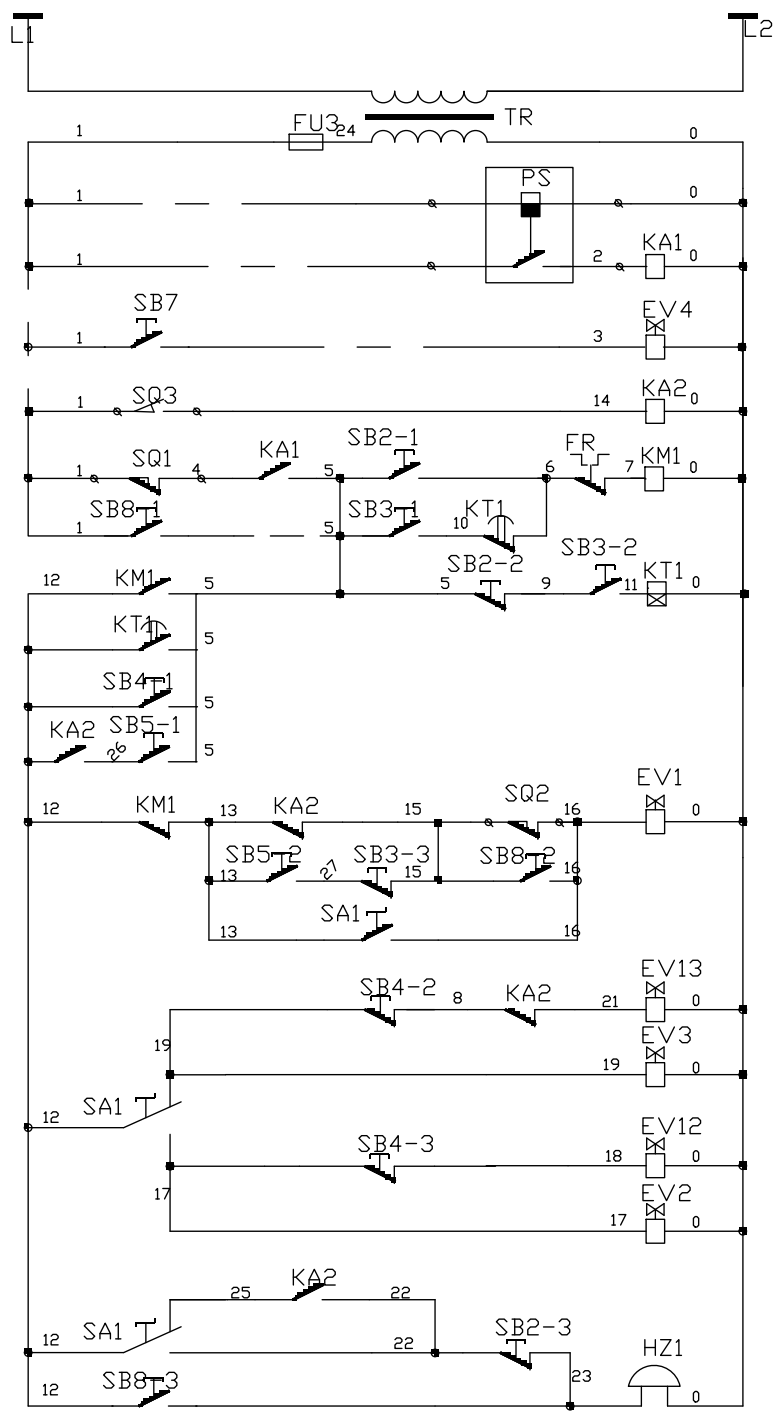 L1 L2
TR
FU3
1 24 0
PS
1 0
KA1
1 2 0
SB7 EV4
1 3
SQ3 KA2
1 14 0
SQ1 KA1 SB2-1 FR KM1
1 4 5 6 7 0
SB8-1 SB3-1 KT1
1 5 10
KM1 SB2-2 SB3-2 KT1
12 5 5 9 11 0
KT1
5
SB4-1
5
KA2 SB5-1
26 5
KM1 KA2 SQ2 EV1
12 13 15 16 0
SB5-2 SB3-3 SB8-2
13 27 15 16
SA1
13 16
SB4-2 KA2 EV13
8 21 0
19 EV3
19 0
SA1
12
SB4-3 EV12
18 0
17 EV2
17 0
KA2
25 22
SA1 SB2-3
12 22
HZ1
SB8-3 23
12 0